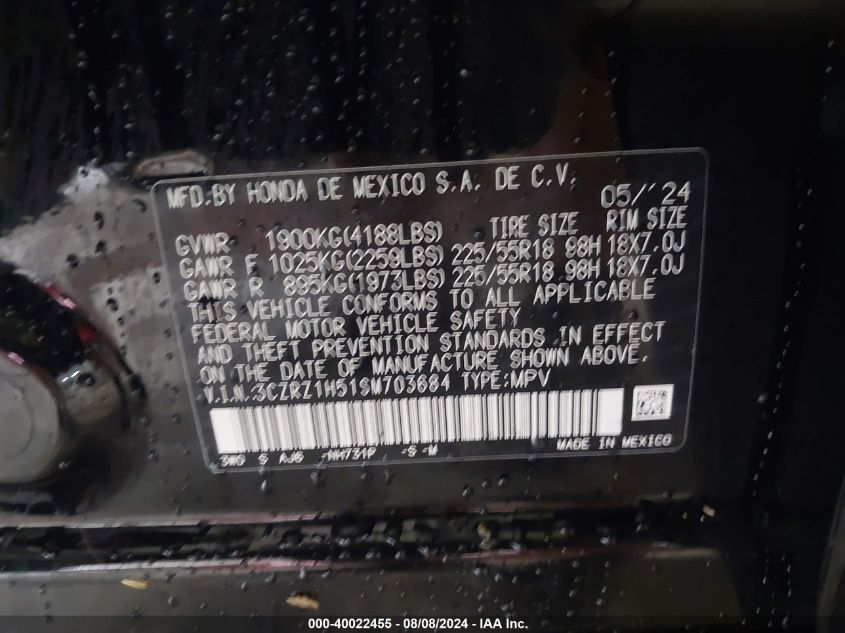 MFD.BY HONDA DE MEXICO S.A. DE C.V. 05/'24
GVWR 1900KG(4188LBS) TIRE SIZE RIM SIZE
GAWR F 1025KG(2259LBS) 225/55R18 98H 18X7.0J
GAWR R 895KG(1973LBS) 225/55R18 98H 18X7.0J
THIS VEHICLE CONFORMS TO ALL APPLICABLE
FEDERAL MOTOR VEHICLE SAFETY
AND THEFT PREVENTION STANDARDS IN EFFECT
ON THE DATE OF MANUFACTURE SHOWN ABOVE.
V.I.N.:3CZRZ1H51SM703684 TYPE:MPV
3W0 S AJ6 -NH731P -S -M MADE IN MEXICO
000-40022455 - 08/08/2024 - IAA Inc.